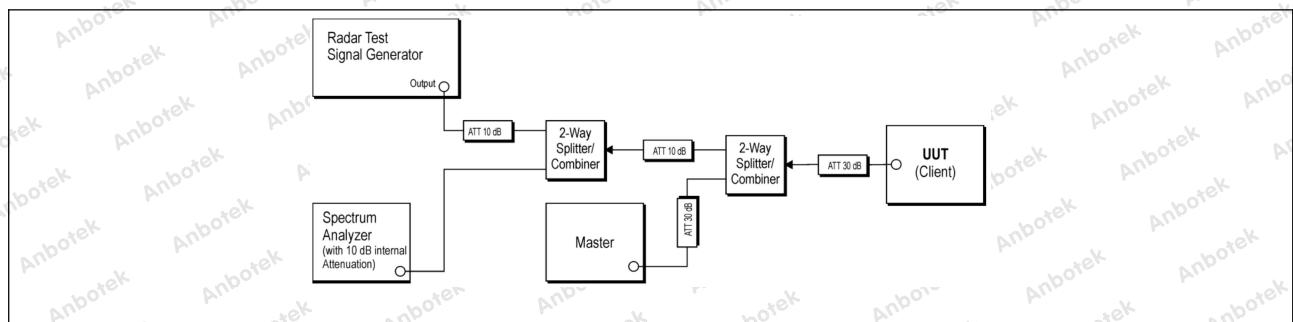 Radar Test
Signal Generator
Output
ATT 10 dB
2-Way
Splitter/
Combiner
ATT 10 dB
2-Way
Splitter/
Combiner
ATT 30 dB
UUT
(Client)
ATT 30 dB
Spectrum
Analyzer
(with 10 dB internal
Attenuation)
Master
Anbotek